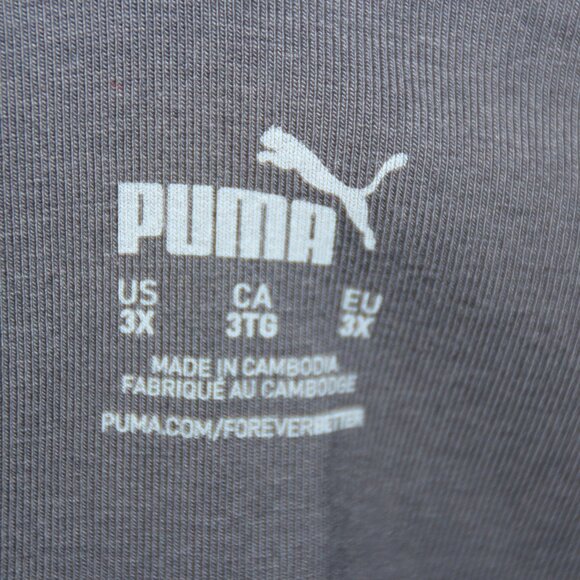 PUMA
US CA EU
3X 3TG 3X
MADE IN CAMBODIA
FABRIQUÉ AU CAMBODGE
PUMA.COM/FOREVERBETTER